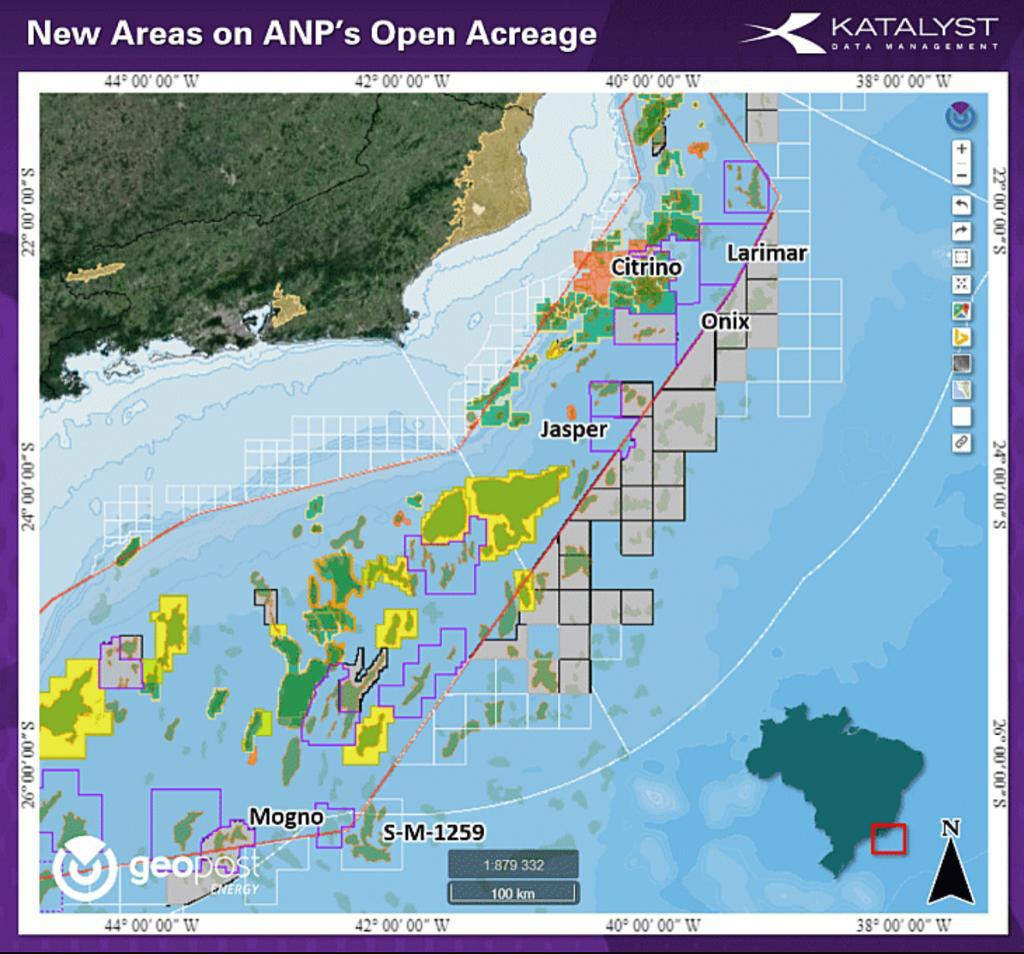 New Areas on ANP's Open Acreage
KATALYST
DATA MANAGEMENT
44° 00' 00" W
42° 00' 00" W
40° 00' 00" W
38° 00' 00" W
22° 00' 00" S
22° 00' 00" S
Larimar
Citrino
Onix
Jasper
24° 00' 00" S
24° 00' 00" S
26° 00' 00" S
26° 00' 00" S
Mogno
S-M-1259
geopost
ENERGY
1:879 332
100 km
N
44° 00' 00" W
42° 00' 00" W
40° 00' 00" W
38° 00' 00" W